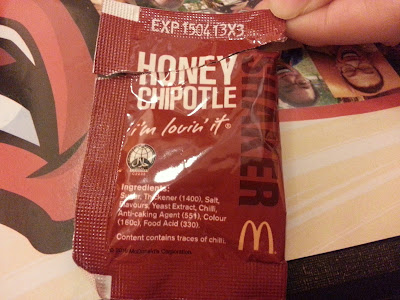 EXP 150413X3
HONEY
CHIPOTLE
SHAKER
i'm lovin' it®
Ingredients:
Sugar, Thickener (1400), Salt,
Flavours, Yeast Extract, Chilli,
Anti-caking Agent (551), Colour
(160c), Food Acid (330).
Content contains traces of chilli.
McDonald's Corporation